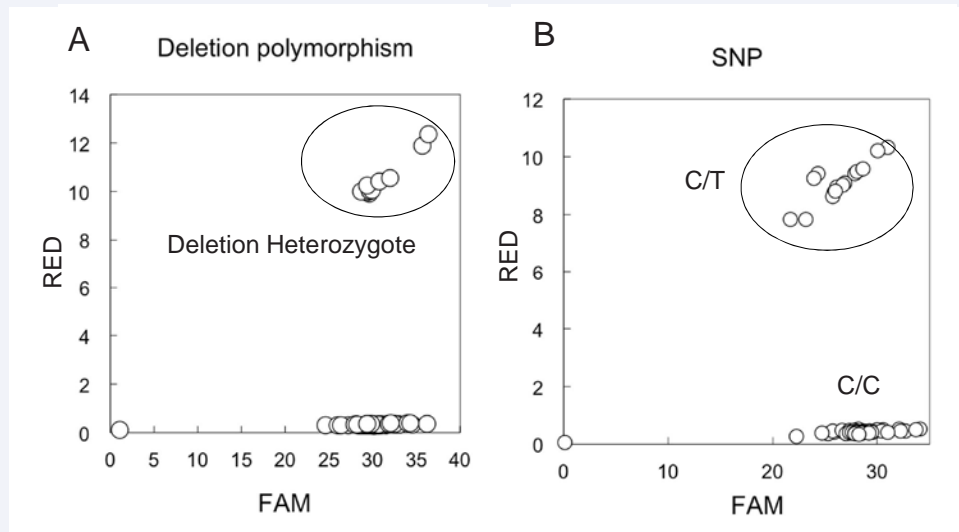 A
Deletion polymorphism
RED
14
12
10
8
6
4
2
0
Deletion Heterozygote
0 5 10 15 20 25 30 35 40
FAM
B
SNP
RED
12
10
8
6
4
2
0
C/T
C/C
0 10 20 30
FAM